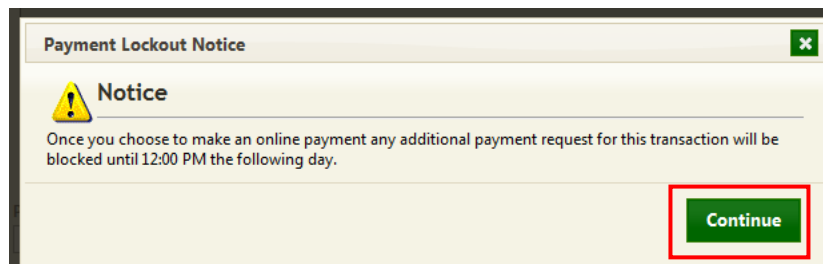 Payment Lockout Notice
Notice
Once you choose to make an online payment any additional payment request for this transaction will be
blocked until 12:00 PM the following day.
Continue